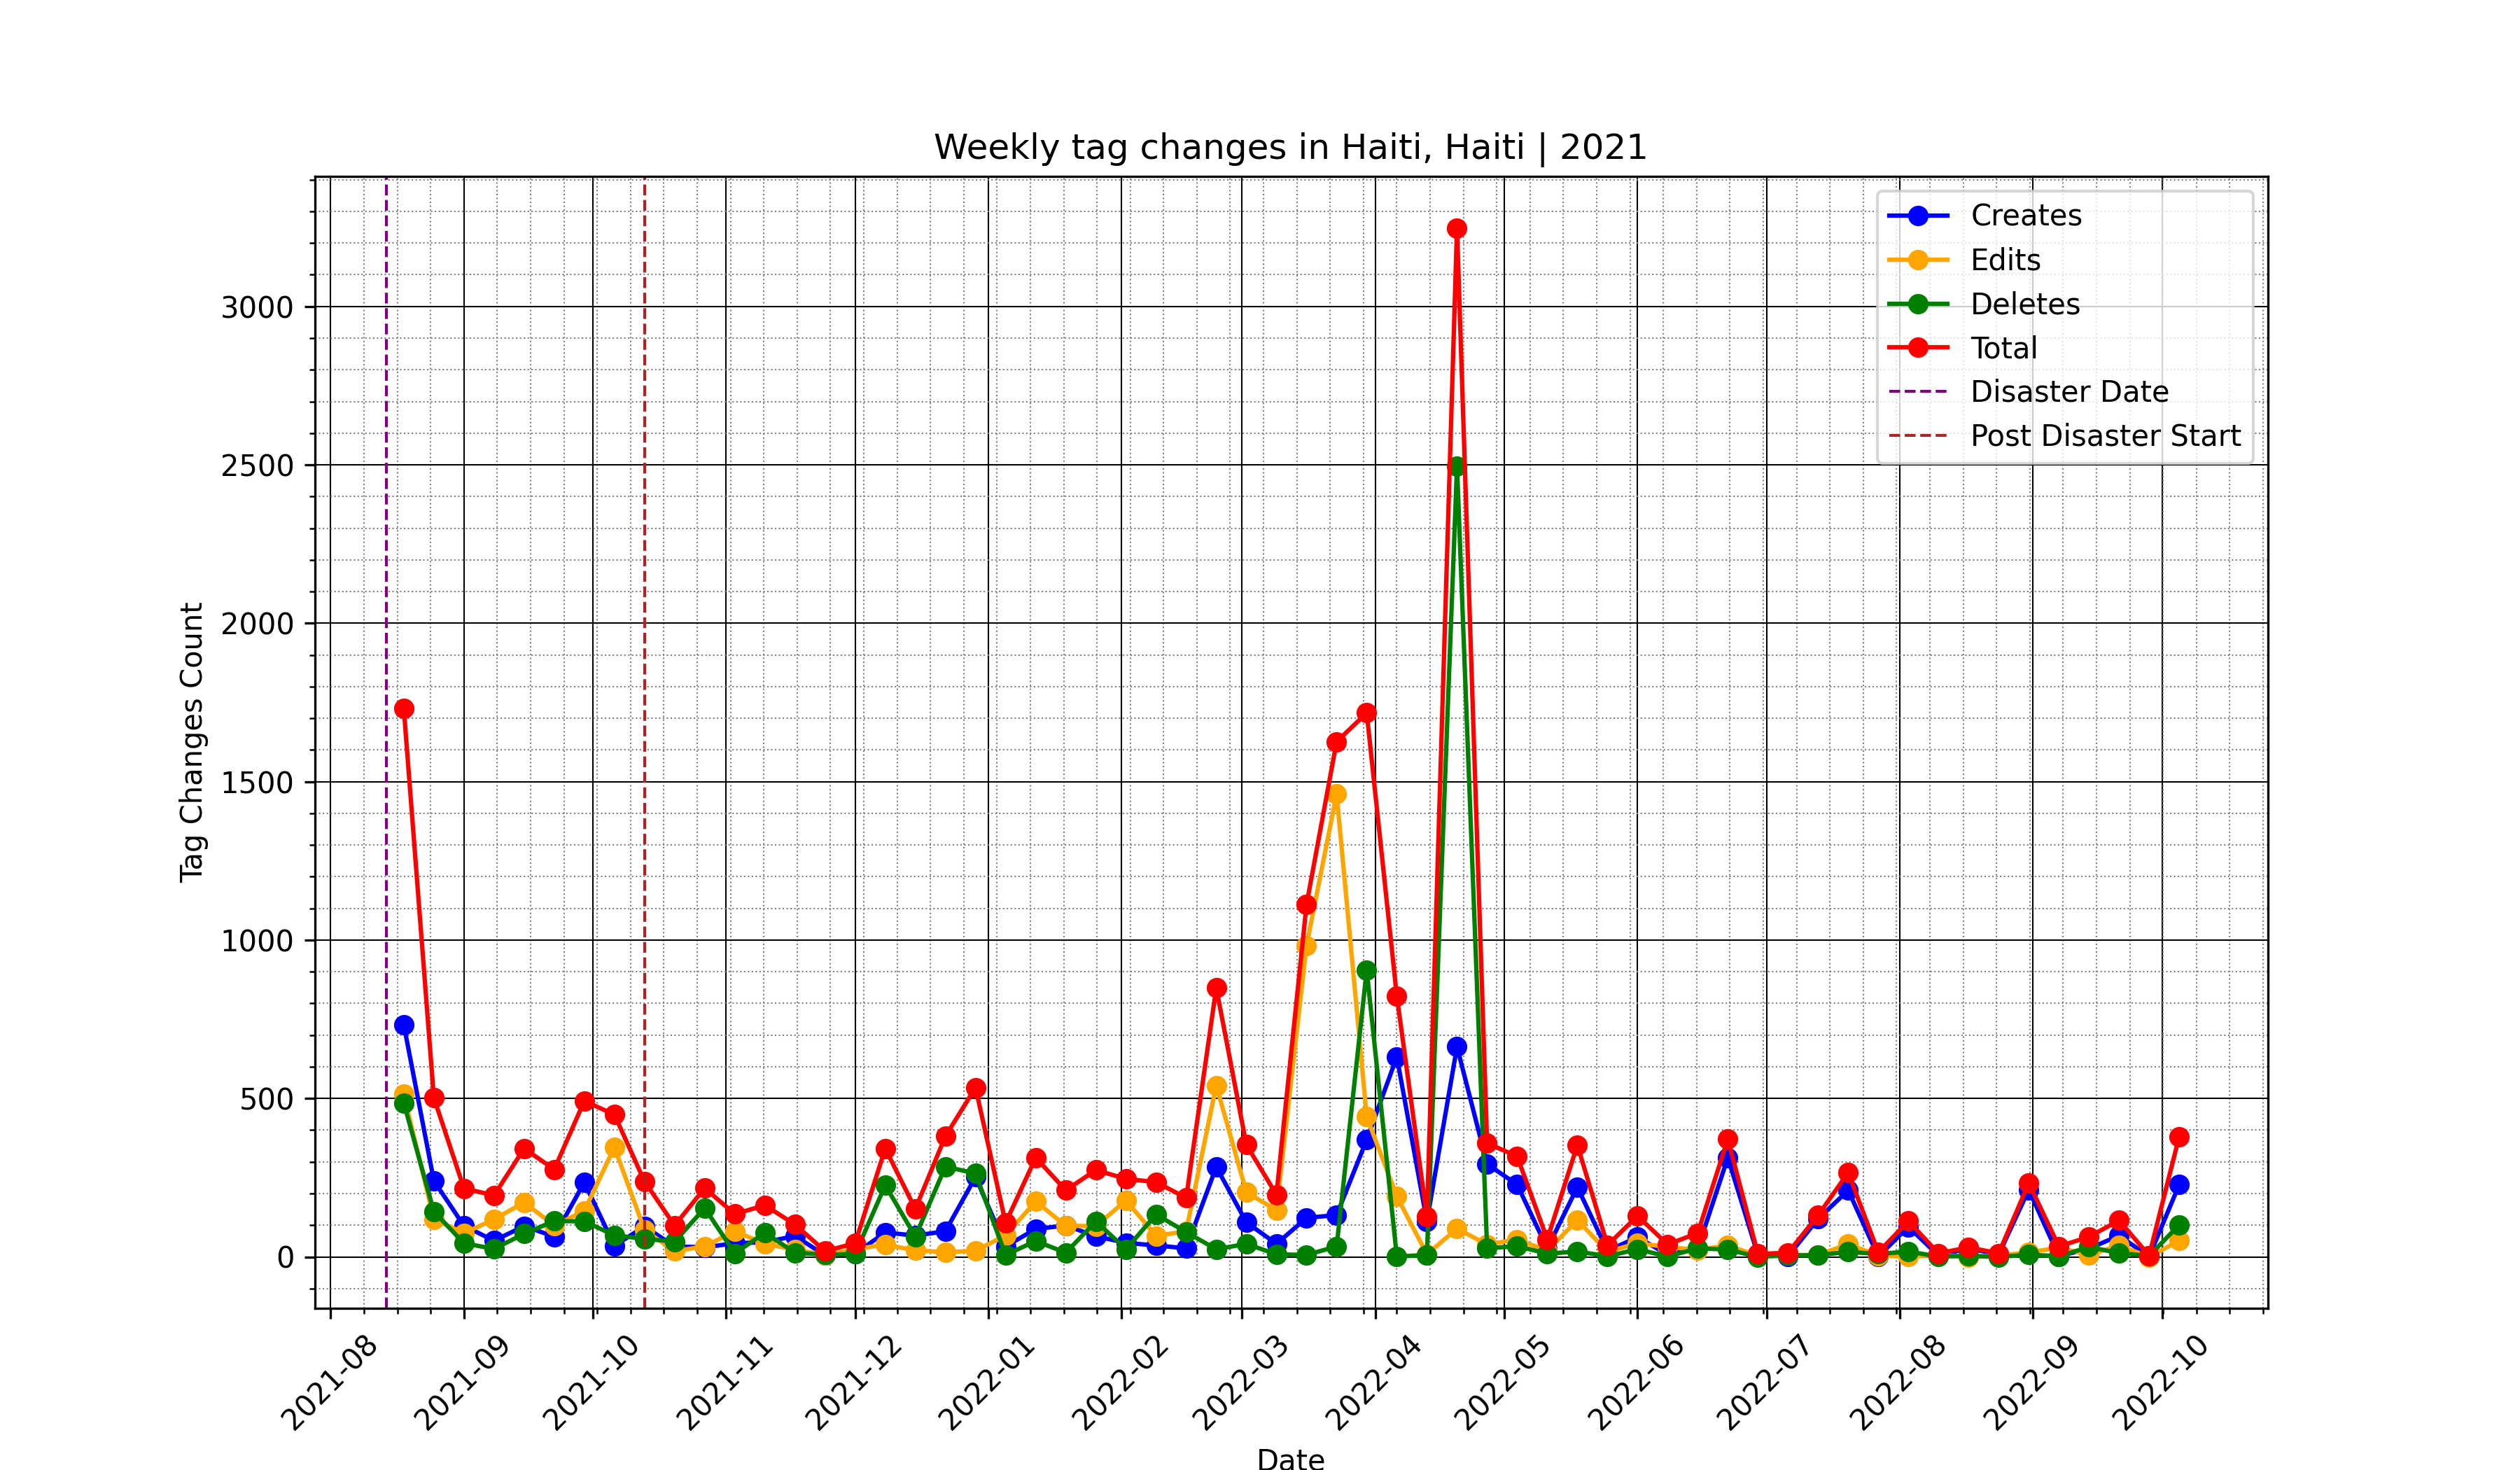 Weekly tag changes in Haiti, Haiti | 2021
Creates
Edits
Deletes
Total
Disaster Date
Post Disaster Start
Tag Changes Count
3000
2500
2000
1500
1000
500
0
2021-08
2021-09
2021-10
2021-11
2021-12
2022-01
2022-02
2022-03
2022-04
2022-05
2022-06
2022-07
2022-08
2022-09
2022-10
Date